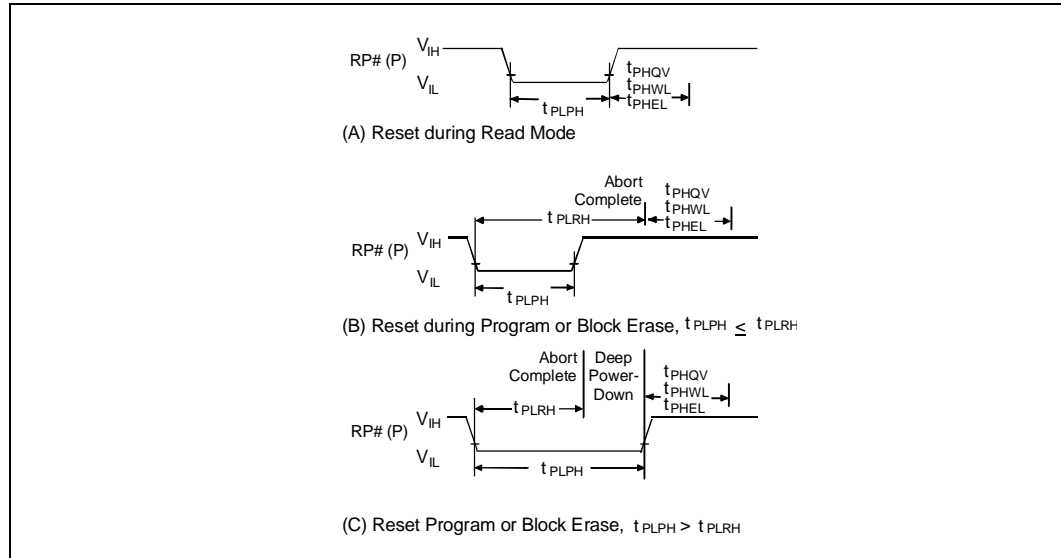 RP# (P)
VIH
VIL
tPHQV
tPHWL
tPHEL
tPLPH
(A) Reset during Read Mode
Abort
Complete
tPHQV
tPHWL
tPHEL
tPLRH
RP# (P)
VIH
VIL
tPLPH
(B) Reset during Program or Block Erase, tPLPH ≤ tPLRH
Abort
Complete
Deep
Power-
Down
tPHQV
tPHWL
tPHEL
tPLRH
RP# (P)
VIH
VIL
tPLPH
(C) Reset Program or Block Erase, tPLPH > tPLRH